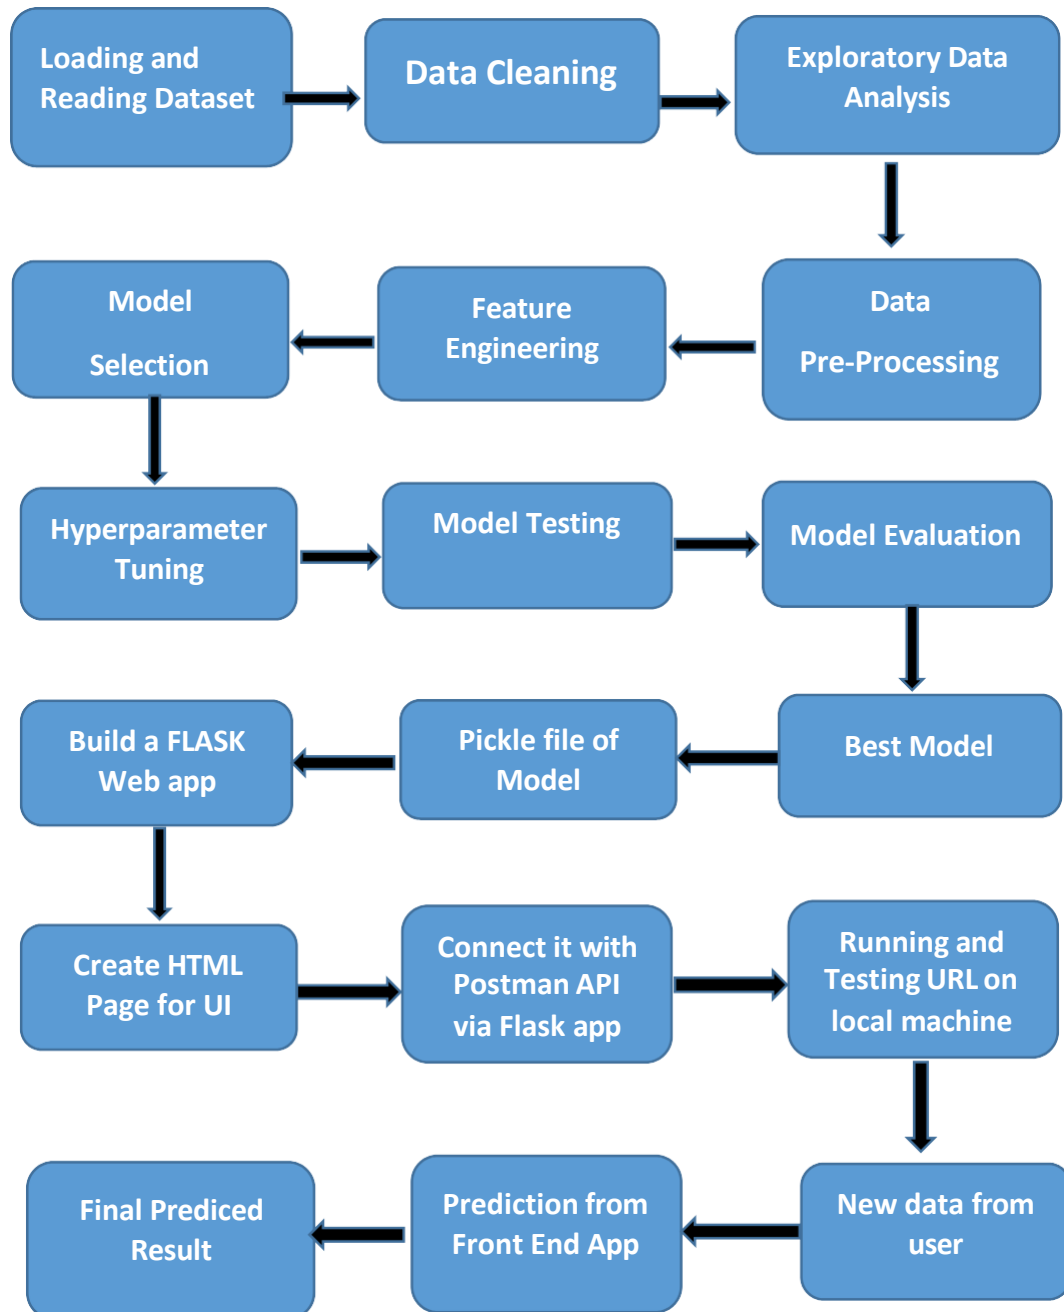 Loading and
Reading Dataset
Data Cleaning
Exploratory Data
Analysis
Data
Pre-Processing
Feature
Engineering
Model
Selection
Hyperparameter
Tuning
Model Testing
Model Evaluation
Best Model
Pickle file of
Model
Build a FLASK
Web app
Create HTML
Page for UI
Connect it with
Postman API
via Flask app
Running and
Testing URL on
local machine
New data from
user
Prediction from
Front End App
Final Prediced
Result